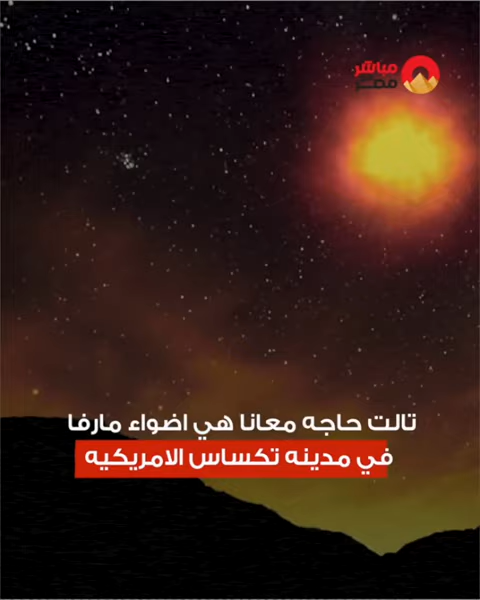 مباشر
مصر
تالت حاجه معانا هي اضواء مارفا
في مدينه تكساس الامريكيه